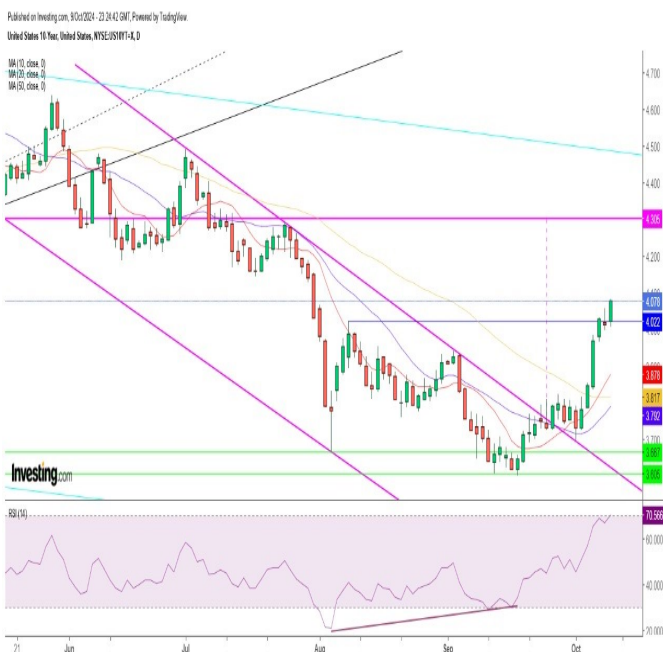 Published on Investing.com, 9/Oct/2024 - 23:24:42 GMT, Powered by TradingView.
United States 10-Year, United States, NYSE:US10YT=X, D
MA (10, close, 0)
MA (20, close, 0)
MA (50, close, 0)
4.700
4.600
4.500
4.400
4.305
4.200
4.078
4.022
3.878
3.817
3.792
3.700
3.667
3.605
Investing.com
RSI (14)
70.566
60.000
40.000
20.000
21 Jun Jul Aug Sep Oct